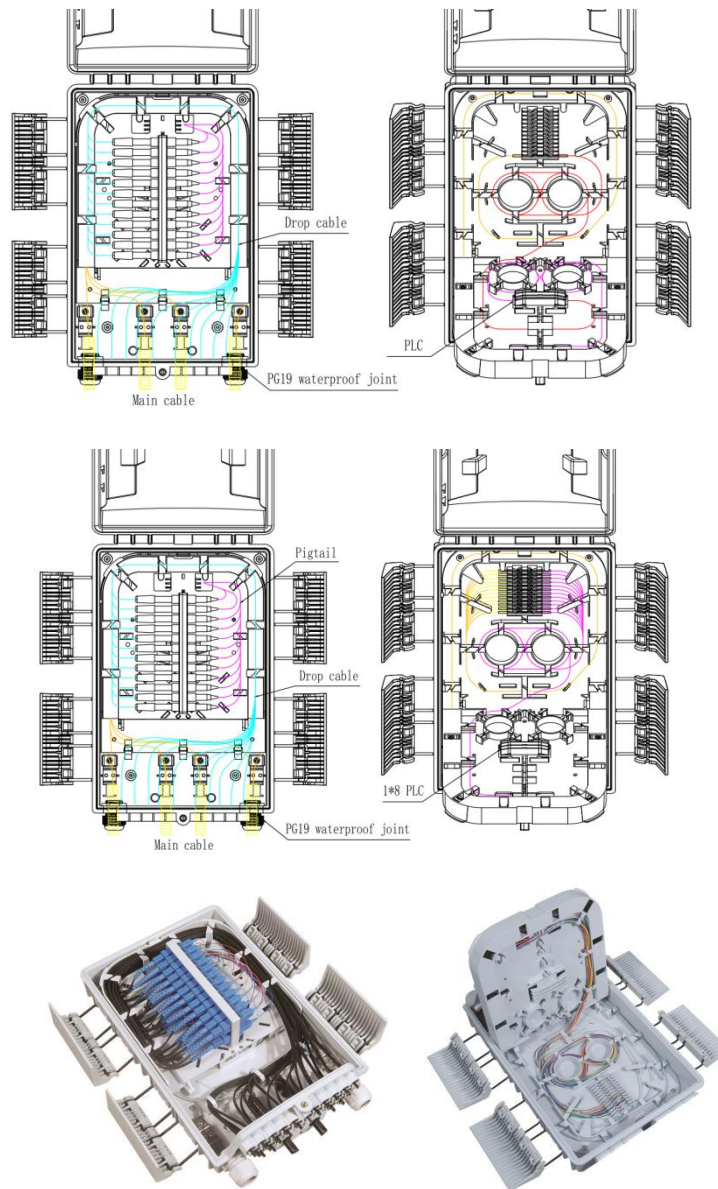 Drop cable
PLC
PG19 waterproof joint
Main cable
Pigtail
Drop cable
1*8 PLC
PG19 waterproof joint
Main cable